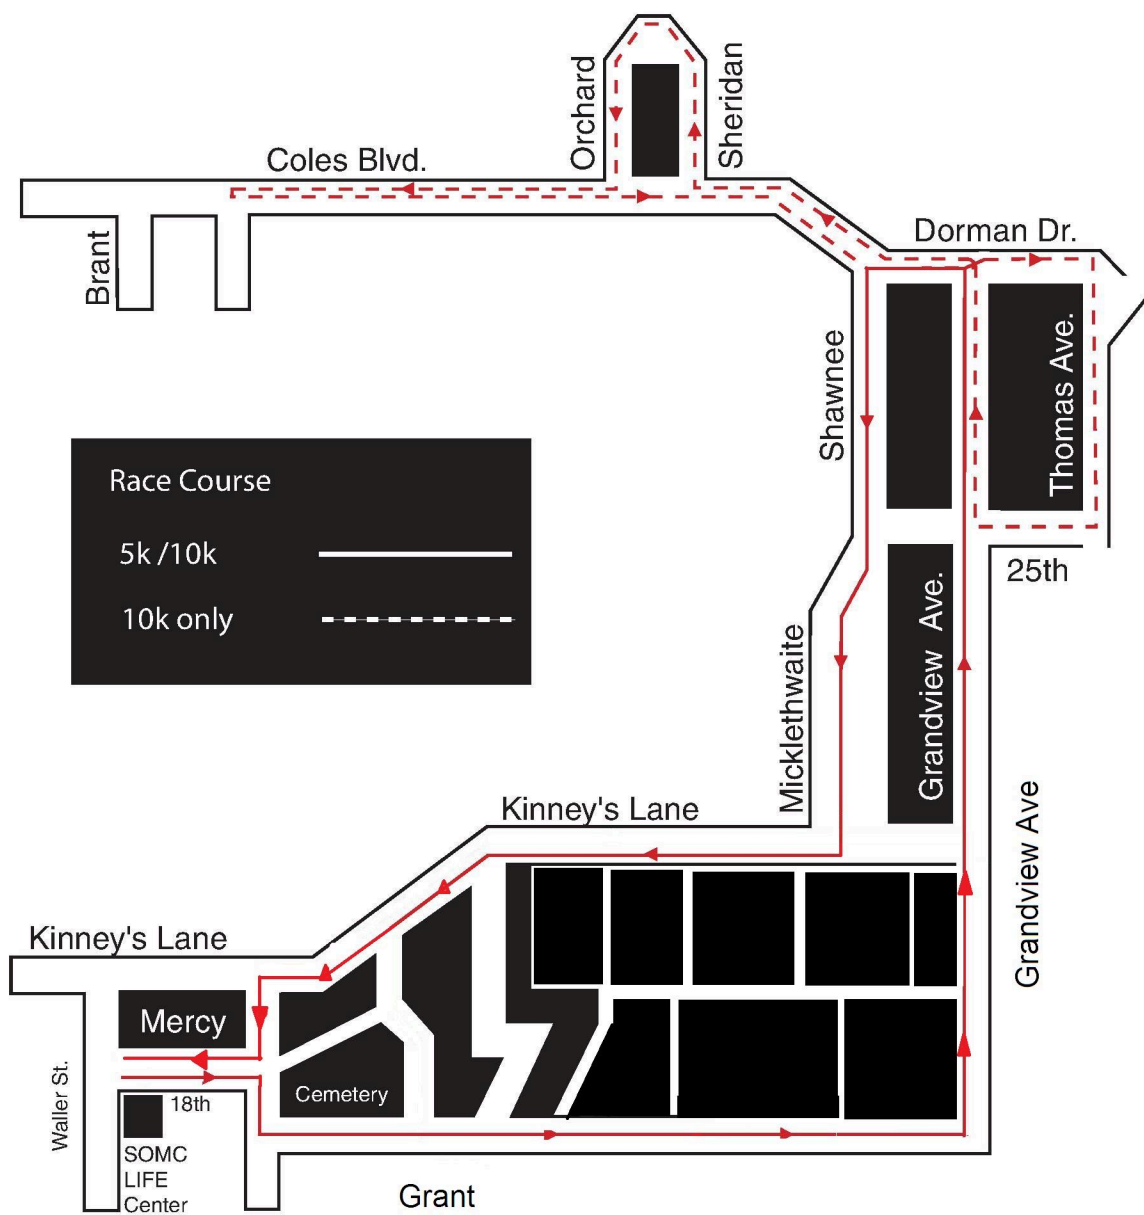 Orchard
Sheridan
Coles Blvd.
Brant
Dorman Dr.
Shawnee
Thomas Ave.
Race Course
5k /10k
10k only
25th
Micklethwaite
Grandview Ave.
Kinney's Lane
Grandview Ave
Kinney's Lane
Mercy
Waller St.
18th
Cemetery
SOMC
LIFE
Center
Grant